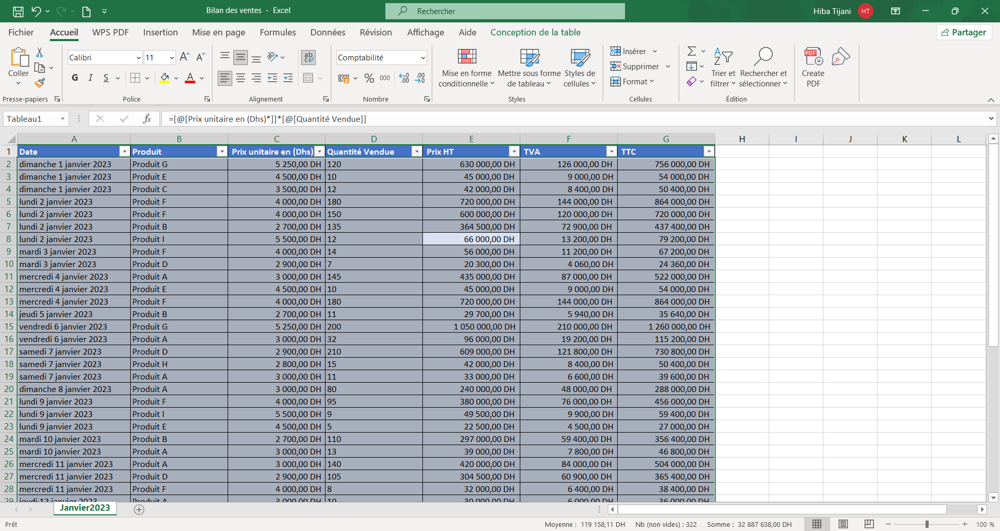 Bilan des ventes - Excel
Rechercher
Hiba Tijani HT
Fichier Accueil WPS PDF Insertion Mise en page Formules Données Révision Affichage Aide Conception de la table Partager
Coller
Presse-papiers
Calibri 11
G I S A A A
Police
ab
Alignement
Comptabilité
% 000 ,00 ,00
Nombre
Mise en forme conditionnelle
Mettre sous forme de tableau
Styles de cellules
Styles
Insérer
Supprimer
Format
Cellules
Trier et filtrer
Rechercher et sélectionner
Édition
PDF
Create PDF
Tableau1 fx =[@[Prix unitaire en (Dhs)*]]*[@[Quantité Vendue]]
A B C D E F G H I J K L
1 Date Produit Prix unitaire en (Dhs) Quantité Vendue Prix HT TVA TTC
2 dimanche 1 janvier 2023 Produit G 5 250,00 DH 120 630 000,00 DH 126 000,00 DH 756 000,00 DH
3 dimanche 1 janvier 2023 Produit E 4 500,00 DH 10 45 000,00 DH 9 000,00 DH 54 000,00 DH
4 dimanche 1 janvier 2023 Produit C 3 500,00 DH 12 42 000,00 DH 8 400,00 DH 50 400,00 DH
5 lundi 2 janvier 2023 Produit F 4 000,00 DH 180 720 000,00 DH 144 000,00 DH 864 000,00 DH
6 lundi 2 janvier 2023 Produit F 4 000,00 DH 150 600 000,00 DH 120 000,00 DH 720 000,00 DH
7 lundi 2 janvier 2023 Produit B 2 700,00 DH 135 364 500,00 DH 72 900,00 DH 437 400,00 DH
8 lundi 2 janvier 2023 Produit I 5 500,00 DH 12 66 000,00 DH 13 200,00 DH 79 200,00 DH
9 mardi 3 janvier 2023 Produit F 4 000,00 DH 14 56 000,00 DH 11 200,00 DH 67 200,00 DH
10 mardi 3 janvier 2023 Produit D 2 900,00 DH 7 20 300,00 DH 4 060,00 DH 24 360,00 DH
11 mercredi 4 janvier 2023 Produit A 3 000,00 DH 145 435 000,00 DH 87 000,00 DH 522 000,00 DH
12 mercredi 4 janvier 2023 Produit E 4 500,00 DH 10 45 000,00 DH 9 000,00 DH 54 000,00 DH
13 mercredi 4 janvier 2023 Produit F 4 000,00 DH 180 720 000,00 DH 144 000,00 DH 864 000,00 DH
14 jeudi 5 janvier 2023 Produit B 2 700,00 DH 11 29 700,00 DH 5 940,00 DH 35 640,00 DH
15 vendredi 6 janvier 2023 Produit G 5 250,00 DH 200 1 050 000,00 DH 210 000,00 DH 1 260 000,00 DH
16 vendredi 6 janvier 2023 Produit A 3 000,00 DH 32 96 000,00 DH 19 200,00 DH 115 200,00 DH
17 samedi 7 janvier 2023 Produit D 2 900,00 DH 210 609 000,00 DH 121 800,00 DH 730 800,00 DH
18 samedi 7 janvier 2023 Produit H 2 800,00 DH 15 42 000,00 DH 8 400,00 DH 50 400,00 DH
19 samedi 7 janvier 2023 Produit A 3 000,00 DH 11 33 000,00 DH 6 600,00 DH 39 600,00 DH
20 dimanche 8 janvier 2023 Produit A 3 000,00 DH 80 240 000,00 DH 48 000,00 DH 288 000,00 DH
21 lundi 9 janvier 2023 Produit F 4 000,00 DH 95 380 000,00 DH 76 000,00 DH 456 000,00 DH
22 lundi 9 janvier 2023 Produit I 5 500,00 DH 9 49 500,00 DH 9 900,00 DH 59 400,00 DH
23 lundi 9 janvier 2023 Produit E 4 500,00 DH 5 22 500,00 DH 4 500,00 DH 27 000,00 DH
24 mardi 10 janvier 2023 Produit B 2 700,00 DH 110 297 000,00 DH 59 400,00 DH 356 400,00 DH
25 mardi 10 janvier 2023 Produit A 3 000,00 DH 13 39 000,00 DH 7 800,00 DH 46 800,00 DH
26 mercredi 11 janvier 2023 Produit A 3 000,00 DH 140 420 000,00 DH 84 000,00 DH 504 000,00 DH
27 mercredi 11 janvier 2023 Produit D 2 900,00 DH 105 304 500,00 DH 60 900,00 DH 365 400,00 DH
28 mercredi 11 janvier 2023 Produit F 4 000,00 DH 8 32 000,00 DH 6 400,00 DH 38 400,00 DH
29 jeudi 12 janvier 2023 Produit A 3 000,00 DH 10 30 000,00 DH 6 000,00 DH 36 000,00 DH
Janvier2023
Prêt Moyenne : 119 158,11 DH Nb (non vides) : 322 Somme : 32 887 638,00 DH 100 %